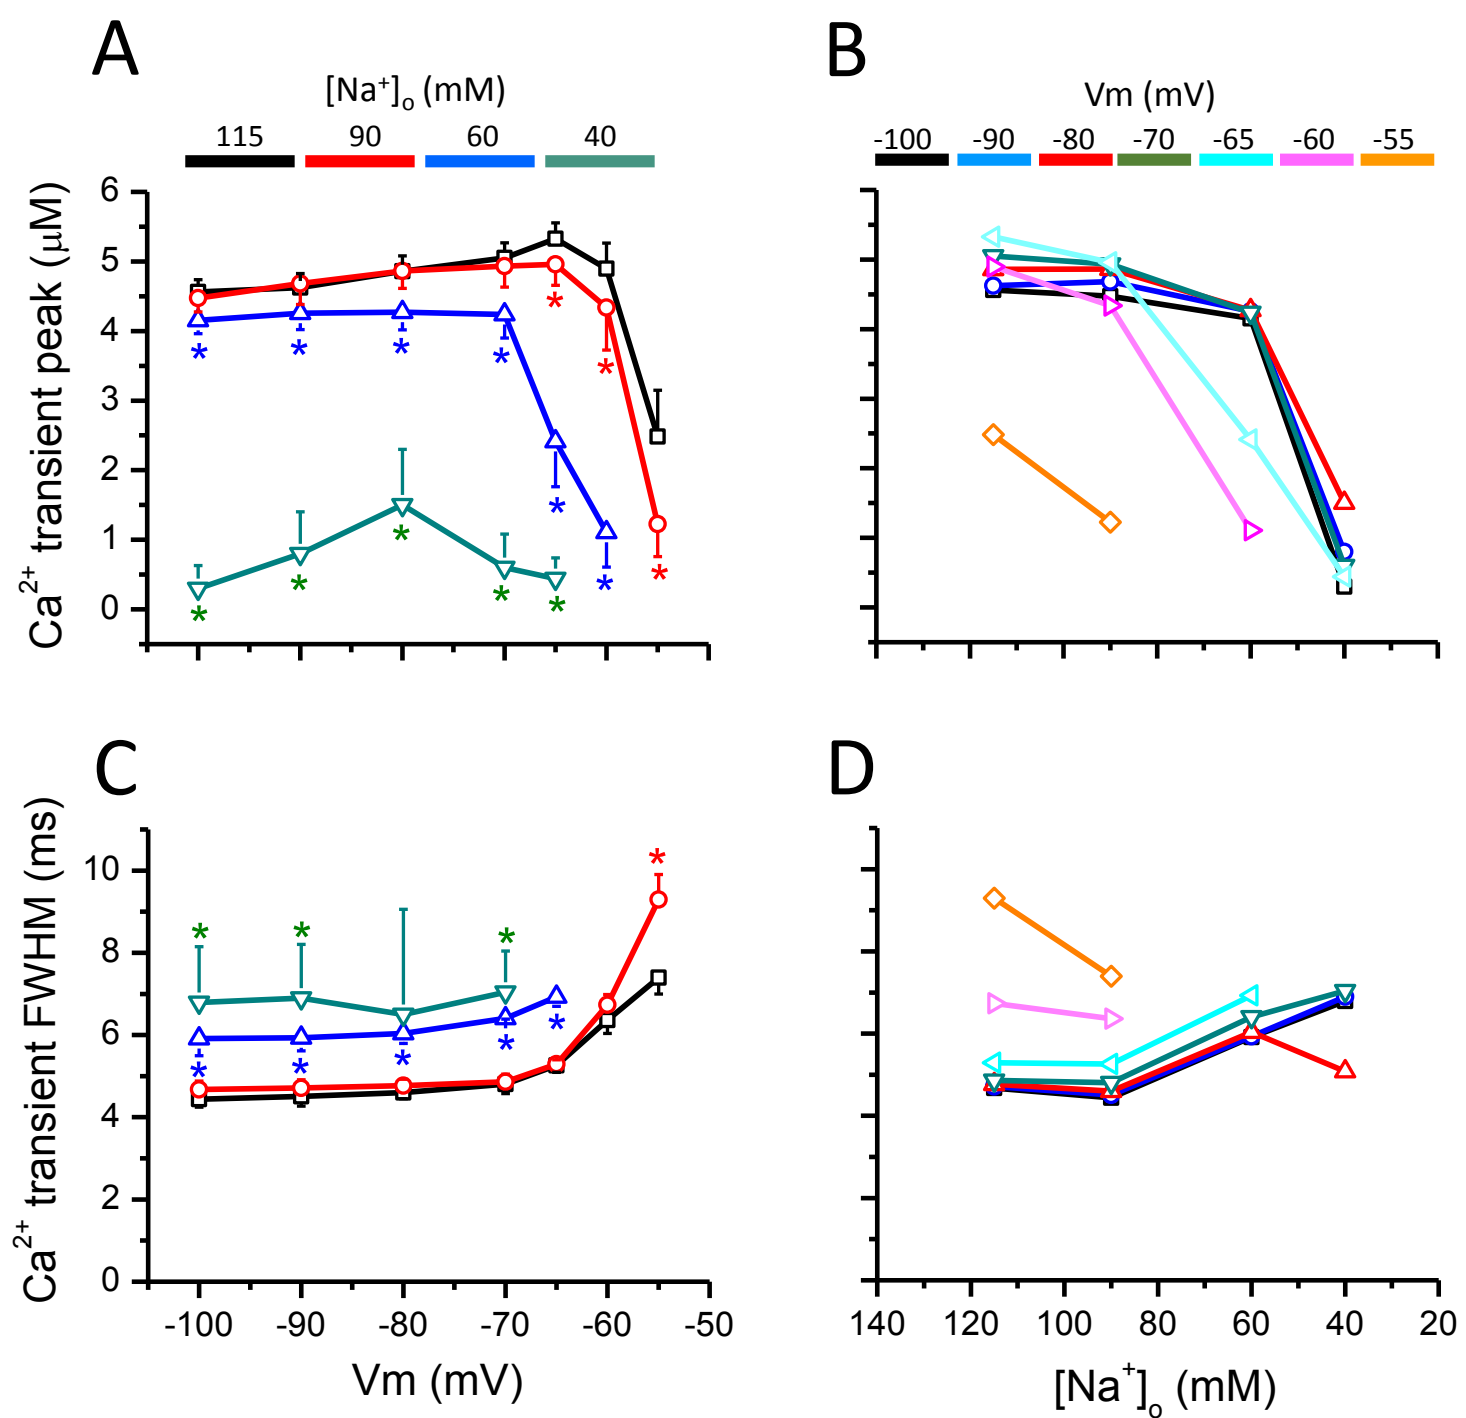 A
[Na⁺]ₒ (mM)
115 90 60 40
Ca²⁺ transient peak (μM)
6
5
4
3
2
1
0
* * * * * * * * *
* * * * * *
B
Vm (mV)
-100 -90 -80 -70 -65 -60 -55
C
Ca²⁺ transient FWHM (ms)
10
8
6
4
2
0
* * * *
* * * * *
-100 -90 -80 -70 -60 -50
Vm (mV)
D
140 120 100 80 60 40 20
[Na⁺]ₒ (mM)